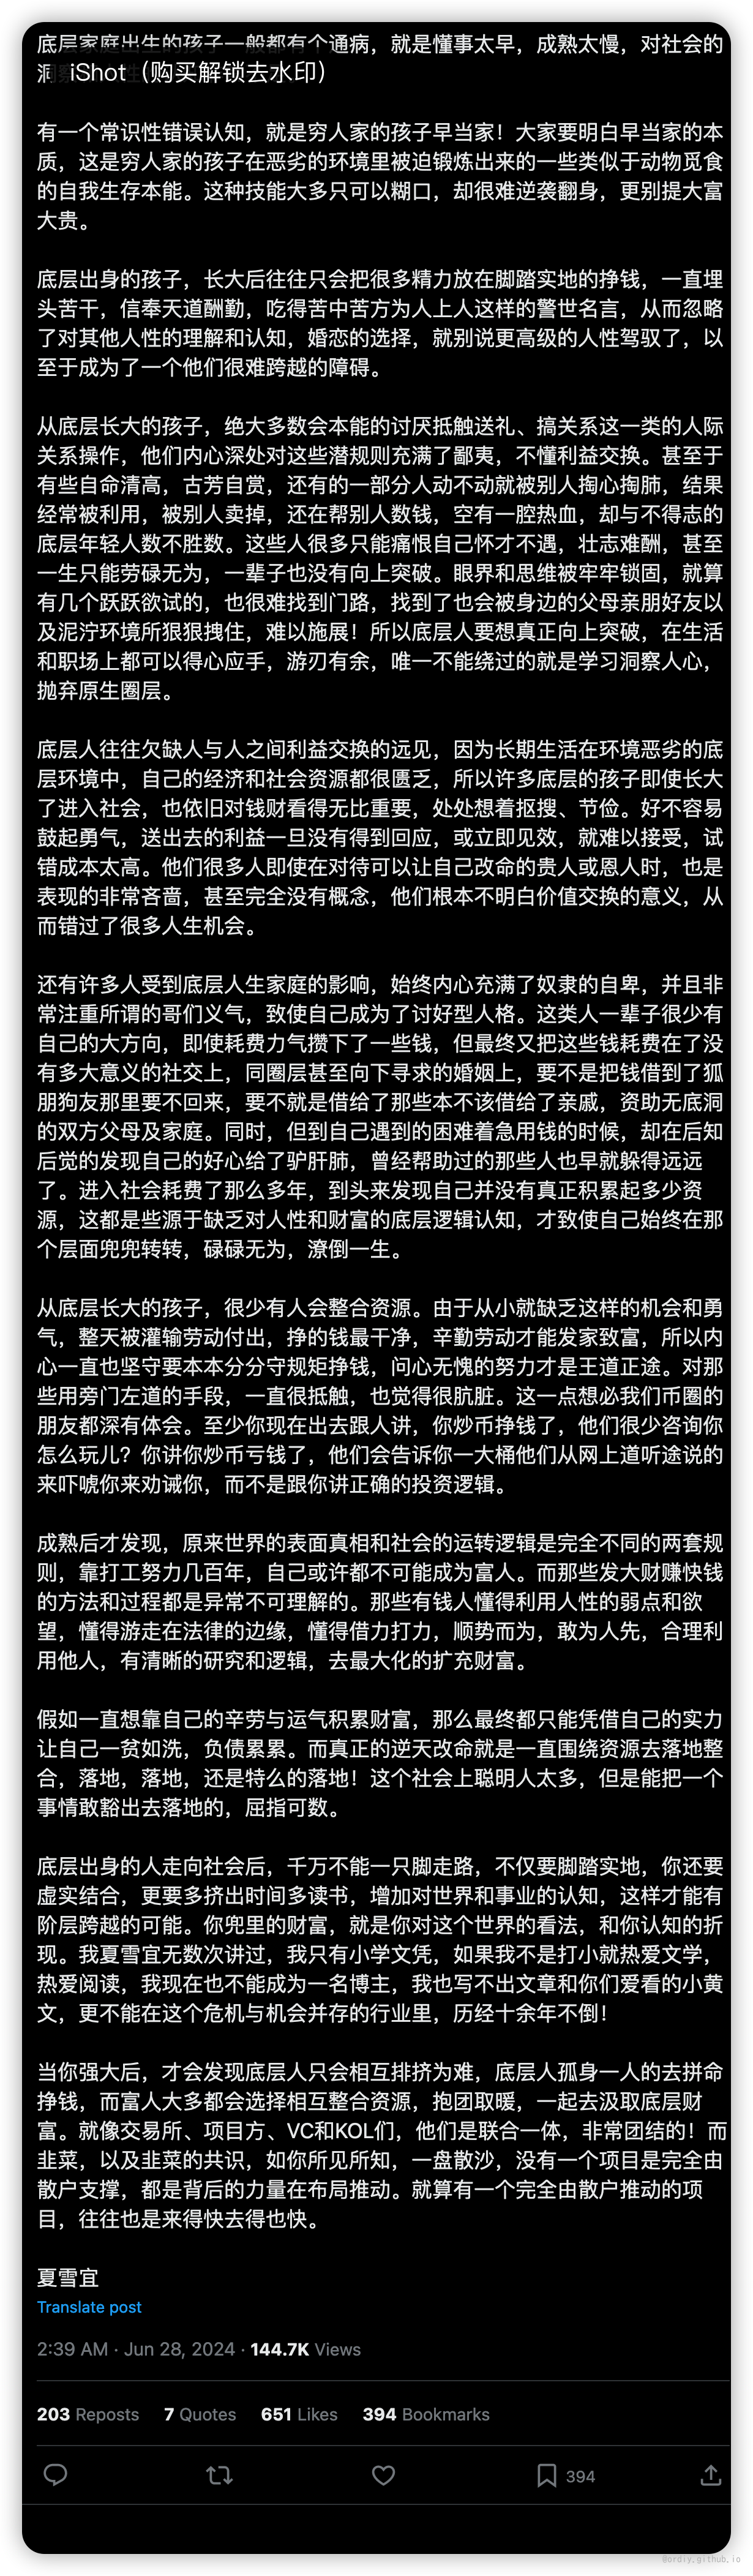 底层家庭出生的孩子一般都有个通病，就是懂事太早，成熟太慢，对社会的
洞
iShot（购买解锁去水印）
有一个常识性错误认知，就是穷人家的孩子早当家！大家要明白早当家的本
质，这是穷人家的孩子在恶劣的环境里被迫锻炼出来的一些类似于动物觅食
的自我生存本能。这种技能大多只可以糊口，却很难逆袭翻身，更别提大富
大贵。
底层出身的孩子，长大后往往只会把很多精力放在脚踏实地的挣钱，一直埋
头苦干，信奉天道酬勤，吃得苦中苦方为人上人这样的警世名言，从而忽略
了对其他人性的理解和认知，婚恋的选择，就别说更高级的人性驾驭了，以
至于成为了一个他们很难跨越的障碍。
从底层长大的孩子，绝大多数会本能的讨厌抵触送礼、搞关系这一类的人际
关系操作，他们内心深处对这些潜规则充满了鄙夷，不懂利益交换。甚至于
有些自命清高，古芳自赏，还有的一部分人动不动就被别人掏心掏肺，结果
经常被利用，被别人卖掉，还在帮别人数钱，空有一腔热血，却与不得志的
底层年轻人数不胜数。这些人很多只能痛恨自己怀才不遇，壮志难酬，甚至
一生只能劳碌无为，一辈子也没有向上突破。眼界和思维被牢牢锁固，就算
有几个跃跃欲试的，也很难找到门路，找到了也会被身边的父母亲朋好友以
及泥泞环境所狠狠拽住，难以施展！所以底层人要想真正向上突破，在生活
和职场上都可以得心应手，游刃有余，唯一不能绕过的就是学习洞察人心，
抛弃原生圈层。
底层人往往欠缺人与人之间利益交换的远见，因为长期生活在环境恶劣的底
层环境中，自己的经济和社会资源都很匮乏，所以许多底层的孩子即使长大
了进入社会，也依旧对钱财看得无比重要，处处想着抠搜、节俭。好不容易
鼓起勇气，送出去的利益一旦没有得到回应，或立即见效，就难以接受，试
错成本太高。他们很多人即使在对待可以让自己改命的贵人或恩人时，也是
表现的非常吝啬，甚至完全没有概念，他们根本不明白价值交换的意义，从
而错过了很多人生机会。
还有许多人受到底层人生家庭的影响，始终内心充满了奴隶的自卑，并且非
常注重所谓的哥们义气，致使自己成为了讨好型人格。这类人一辈子很少有
自己的大方向，即使耗费力气攒下了一些钱，但最终又把这些钱耗费在了没
有多大意义的社交上，同圈层甚至向下寻求的婚姻上，要不是把钱借到了狐
朋狗友那里要不回来，要不就是借给了那些本不该借给了亲戚，资助无底洞
的双方父母及家庭。同时，但到自己遇到的困难着急用钱的时候，却在后知
后觉的发现自己的好心给了驴肝肺，曾经帮助过的那些人也早就躲得远远
了。进入社会耗费了那么多年，到头来发现自己并没有真正积累起多少资
源，这都是些源于缺乏对人性和财富的底层逻辑认知，才致使自己始终在那
个层面兜兜转转，碌碌无为，潦倒一生。
从底层长大的孩子，很少有人会整合资源。由于从小就缺乏这样的机会和勇
气，整天被灌输劳动付出，挣的钱最干净，辛勤劳动才能发家致富，所以内
心一直也坚守要本本分分守规矩挣钱，问心无愧的努力才是王道正途。对那
些用旁门左道的手段，一直很抵触，也觉得很肮脏。这一点想必我们币圈的
朋友都深有体会。至少你现在出去跟人讲，你炒币挣钱了，他们很少咨询你
怎么玩儿？你讲你炒币亏钱了，他们会告诉你一大桶他们从网上道听途说的
来吓唬你来劝诫你，而不是跟你讲正确的投资逻辑。
成熟后才发现，原来世界的表面真相和社会的运转逻辑是完全不同的两套规
则，靠打工努力几百年，自己或许都不可能成为富人。而那些发大财赚快钱
的方法和过程都是异常不可理解的。那些有钱人懂得利用人性的弱点和欲
望，懂得游走在法律的边缘，懂得借力打力，顺势而为，敢为人先，合理利
用他人，有清晰的研究和逻辑，去最大化的扩充财富。
假如一直想靠自己的辛劳与运气积累财富，那么最终都只能凭借自己的实力
让自己一贫如洗，负债累累。而真正的逆天改命就是一直围绕资源去落地整
合，落地，落地，还是特么的落地！这个社会上聪明人太多，但是能把一个
事情敢豁出去落地的，屈指可数。
底层出身的人走向社会后，千万不能一只脚走路，不仅要脚踏实地，你还要
虚实结合，更要多挤出时间多读书，增加对世界和事业的认知，这样才能有
阶层跨越的可能。你兜里的财富，就是你对这个世界的看法，和你认知的折
现。我夏雪宜无数次讲过，我只有小学文凭，如果我不是打小就热爱文学，
热爱阅读，我现在也不能成为一名博主，我也写不出文章和你们爱看的小黄
文，更不能在这个危机与机会并存的行业里，历经十余年不倒！
当你强大后，才会发现底层人只会相互排挤为难，底层人孤身一人的去拼命
挣钱，而富人大多都会选择相互整合资源，抱团取暖，一起去汲取底层财
富。就像交易所、项目方、VC和KOL们，他们是联合一体，非常团结的！而
韭菜，以及韭菜的共识，如你所见所知，一盘散沙，没有一个项目是完全由
散户支撑，都是背后的力量在布局推动。就算有一个完全由散户推动的项
目，往往也是来得快去得也快。
夏雪宜
Translate post
2:39 AM · Jun 28, 2024 · 144.7K Views
203 Reposts 7 Quotes 651 Likes 394 Bookmarks
394
@ordiy.github.io